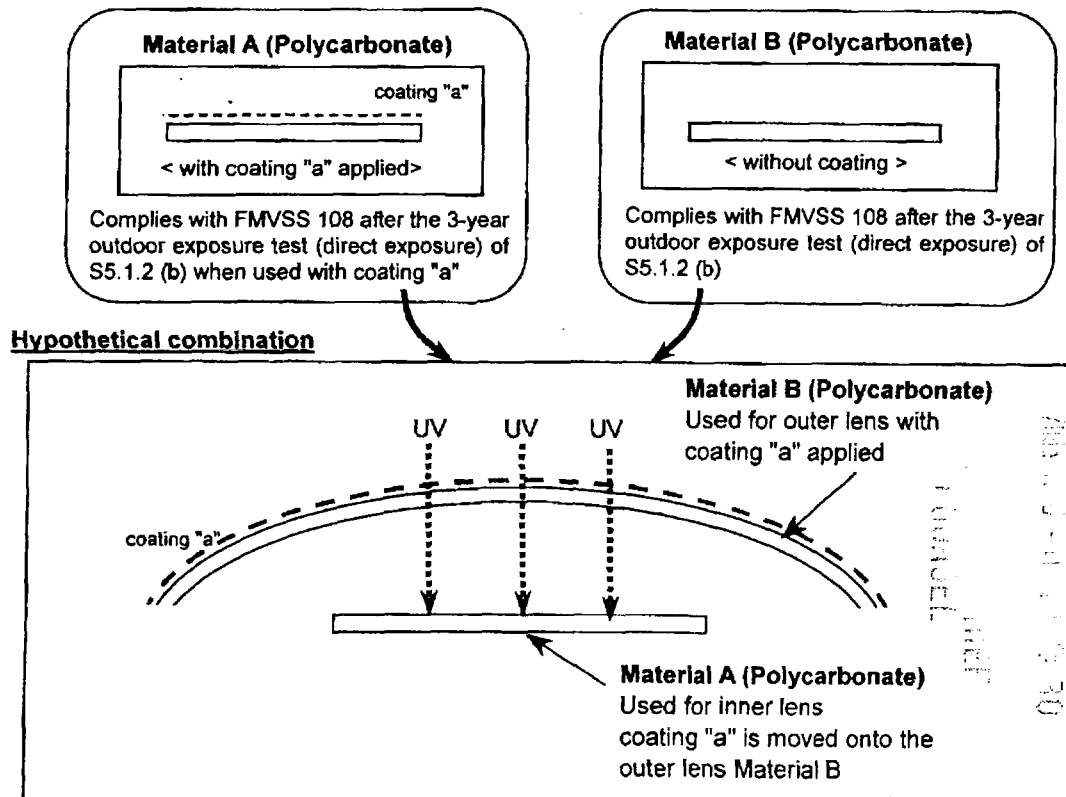 Material A (Polycarbonate)
coating "a"
< with coating "a" applied>
Complies with FMVSS 108 after the 3-year
outdoor exposure test (direct exposure) of
S5.1.2 (b) when used with coating "a"
Material B (Polycarbonate)
< without coating >
Complies with FMVSS 108 after the 3-year
outdoor exposure test (direct exposure) of
S5.1.2 (b)
Hypothetical combination
Material B (Polycarbonate)
Used for outer lens with
coating "a" applied
UV UV UV
coating "a"
Material A (Polycarbonate)
Used for inner lens
coating "a" is moved onto the
outer lens Material B